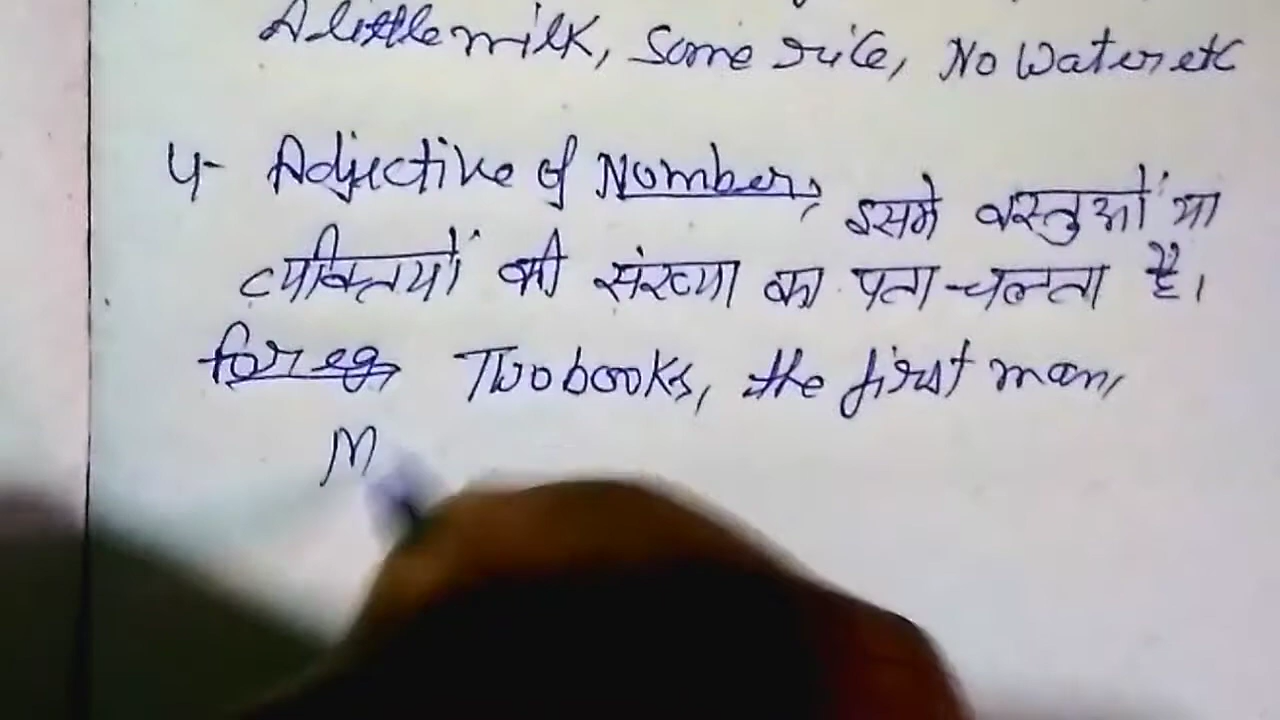 A little milk, Some rice, No water etc
4- Adjective of Number, इसमे वस्तुओं या
व्यक्तियों की संख्या का पता चलता है।
for eg, Two books, the first man,
M